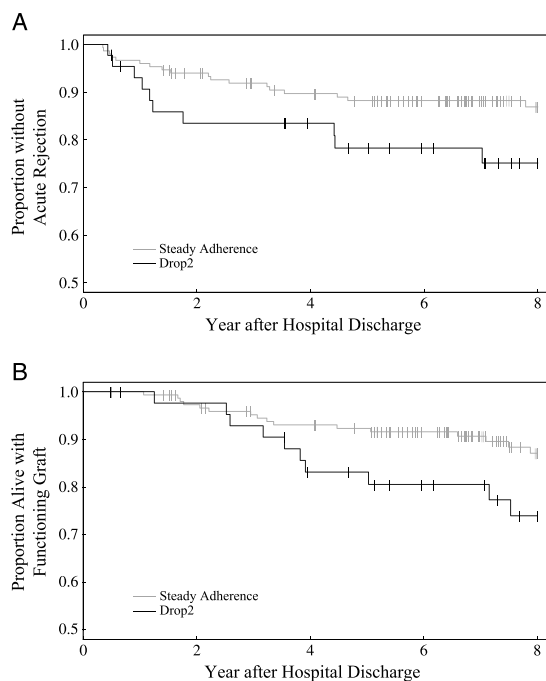 A
1.0
0.9
0.8
0.7
0.6
0.5
Proportion without
Acute Rejection
Steady Adherence
Drop2
0 2 4 6 8
Year after Hospital Discharge
B
1.0
0.9
0.8
0.7
0.6
0.5
Proportion Alive with
Functioning Graft
Steady Adherence
Drop2
0 2 4 6 8
Year after Hospital Discharge